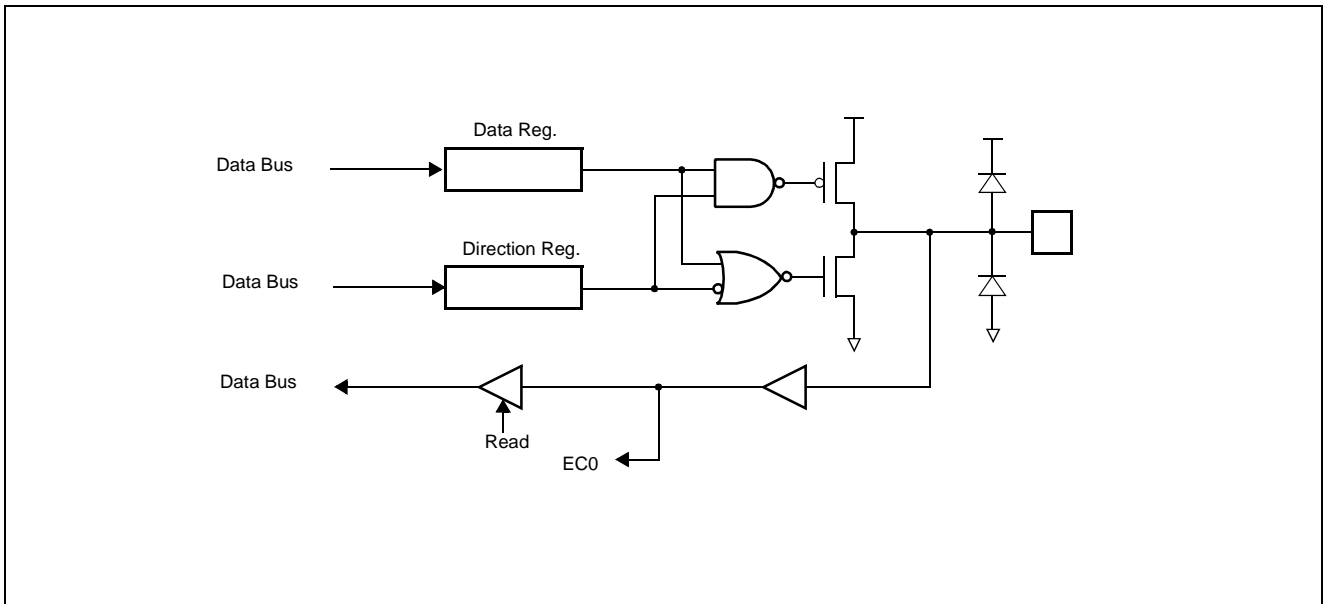 Data Reg.
Data Bus
Direction Reg.
Data Bus
Data Bus
Read
EC0